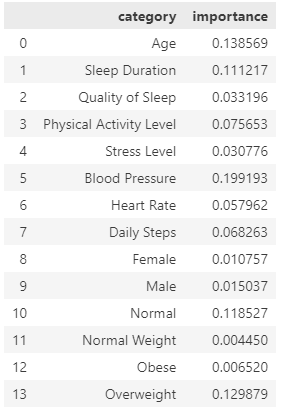 category importance
0 Age 0.138569
1 Sleep Duration 0.111217
2 Quality of Sleep 0.033196
3 Physical Activity Level 0.075653
4 Stress Level 0.030776
5 Blood Pressure 0.199193
6 Heart Rate 0.057962
7 Daily Steps 0.068263
8 Female 0.010757
9 Male 0.015037
10 Normal 0.118527
11 Normal Weight 0.004450
12 Obese 0.006520
13 Overweight 0.129879